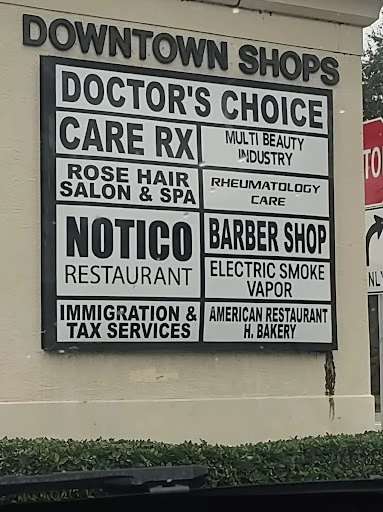 DOWNTOWN SHOPS
DOCTOR'S CHOICE
CARE RX
MULTI BEAUTY
INDUSTRY
ROSE HAIR
SALON & SPA
RHEUMATOLOGY
CARE
NOTICO
RESTAURANT
BARBER SHOP
ELECTRIC SMOKE
VAPOR
IMMIGRATION &
TAX SERVICES
AMERICAN RESTAURANT
H. BAKERY